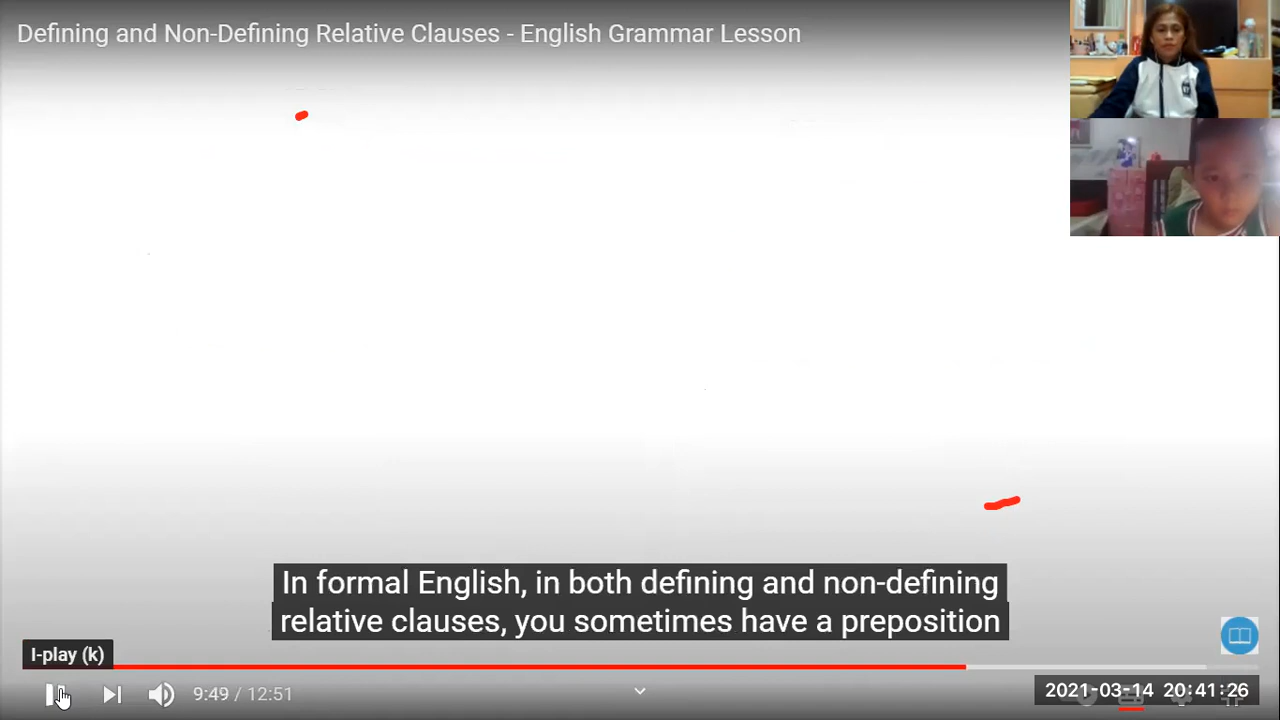 Defining and Non-Defining Relative Clauses - English Grammar Lesson
In formal English, in both defining and non-defining
relative clauses, you sometimes have a preposition
I-play (k)
9:49 / 12:51
2021-03-14 20:41:26